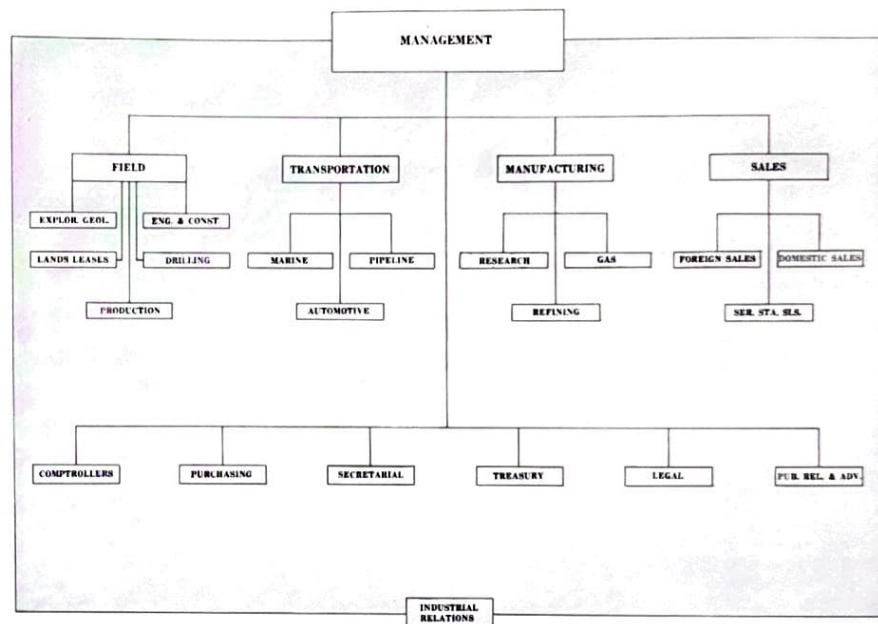 MANAGEMENT
FIELD
TRANSPORTATION
MANUFACTURING
SALES
EXPLOR. GEOL.
ENG. & CONST
LANDS LEASES
DRILLING
MARINE
PIPELINE
RESEARCH
GAS
FOREIGN SALES
DOMESTIC SALES
PRODUCTION
AUTOMOTIVE
REFINING
SER. STA. SLS.
COMPTROLLERS
PURCHASING
SECRETARIAL
TREASURY
LEGAL
PUB. REL. & ADV.
INDUSTRIAL
RELATIONS